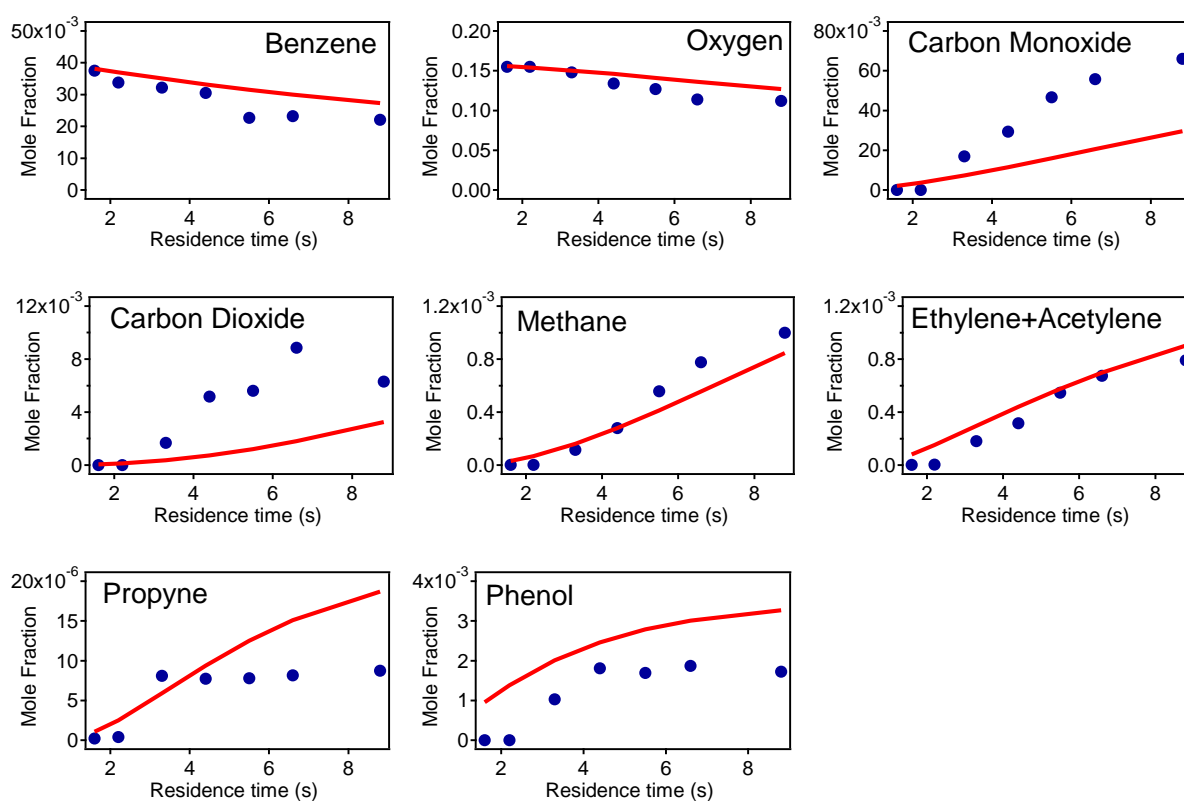 Benzene
Mole Fraction
50x10-3
40
30
20
10
0
2 4 6 8
Residence time (s)
Oxygen
Mole Fraction
0.20
0.15
0.10
0.05
0.00
2 4 6 8
Residence time (s)
Carbon Monoxide
Mole Fraction
80x10-3
60
40
20
0
2 4 6 8
Residence time (s)
Carbon Dioxide
Mole Fraction
12x10-3
8
4
0
2 4 6 8
Residence time (s)
Methane
Mole Fraction
1.2x10-3
0.8
0.4
0.0
2 4 6 8
Residence time (s)
Ethylene+Acetylene
Mole Fraction
1.2x10-3
0.8
0.4
0.0
2 4 6 8
Residence time (s)
Propyne
Mole Fraction
20x10-6
15
10
5
0
2 4 6 8
Residence time (s)
Phenol
Mole Fraction
4x10-3
3
2
1
0
2 4 6 8
Residence time (s)